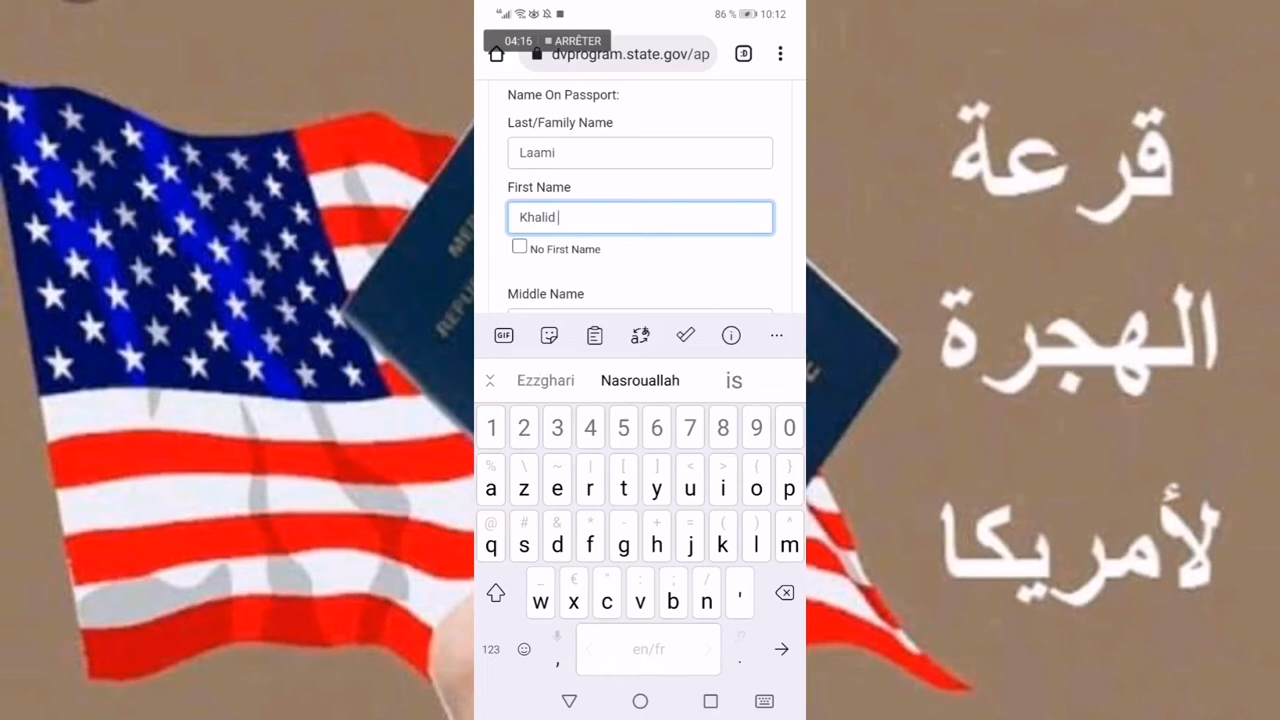 86 % 10:12
04:16 ARRÊTER
dvprogram.state.gov/ap
:D
Name On Passport:
Last/Family Name
Laami
First Name
Khalid
No First Name
Middle Name
GIF
Ezzghari Nasrouallah is
1 2 3 4 5 6 7 8 9 0
% \ ~ | [ ] < > { }
a z e r t y u i o p
@ # & * - + = ( ) ^
q s d f g h j k l m
_ € " : ; /
w x c v b n '
123 , en/fr .
قرعة
الهجرة
لأمريكا